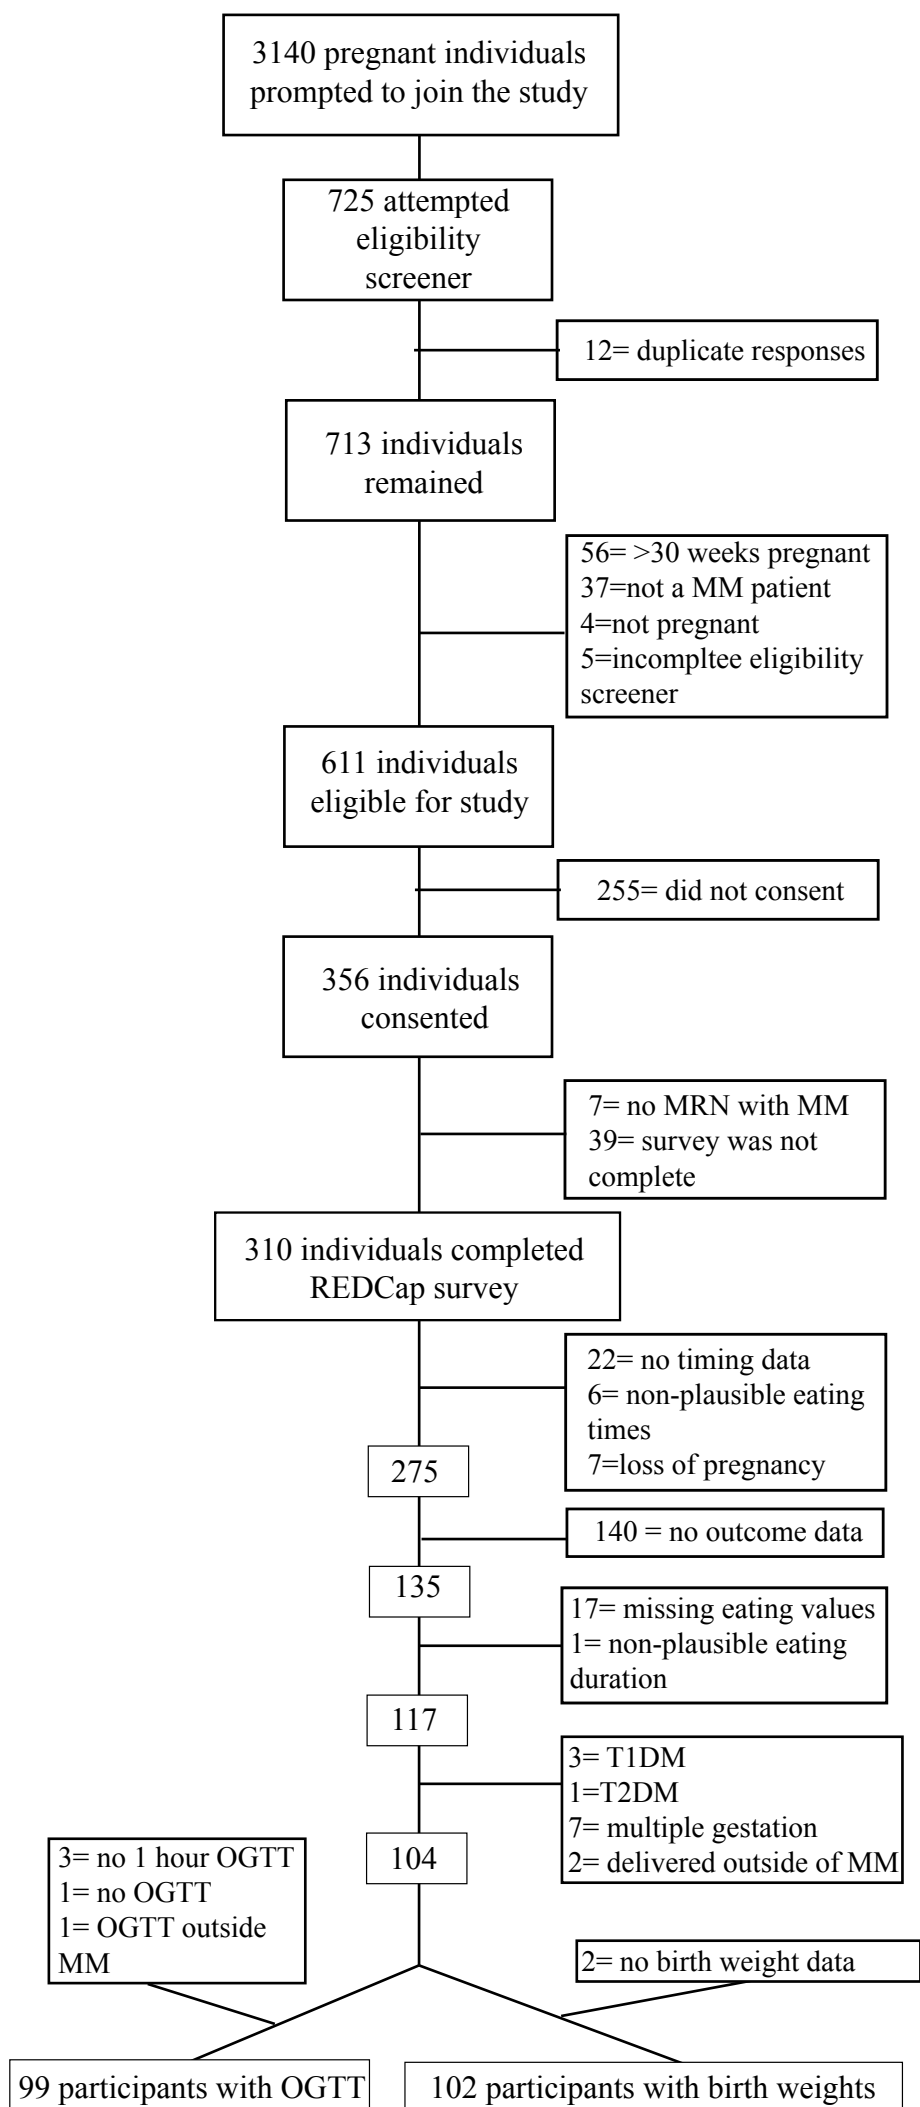 3140 pregnant individuals
prompted to join the study
725 attempted
eligibility
screener
12= duplicate responses
713 individuals
remained
56= >30 weeks pregnant
37=not a MM patient
4=not pregnant
5=incompltee eligibility
screener
611 individuals
eligible for study
255= did not consent
356 individuals
consented
7= no MRN with MM
39= survey was not
complete
310 individuals completed
REDCap survey
22= no timing data
6= non-plausible eating
times
7=loss of pregnancy
275
140 = no outcome data
135
17= missing eating values
1= non-plausible eating
duration
117
3= T1DM
1=T2DM
7= multiple gestation
2= delivered outside of MM
104
3= no 1 hour OGTT
1= no OGTT
1= OGTT outside
MM
2= no birth weight data
99 participants with OGTT
102 participants with birth weights